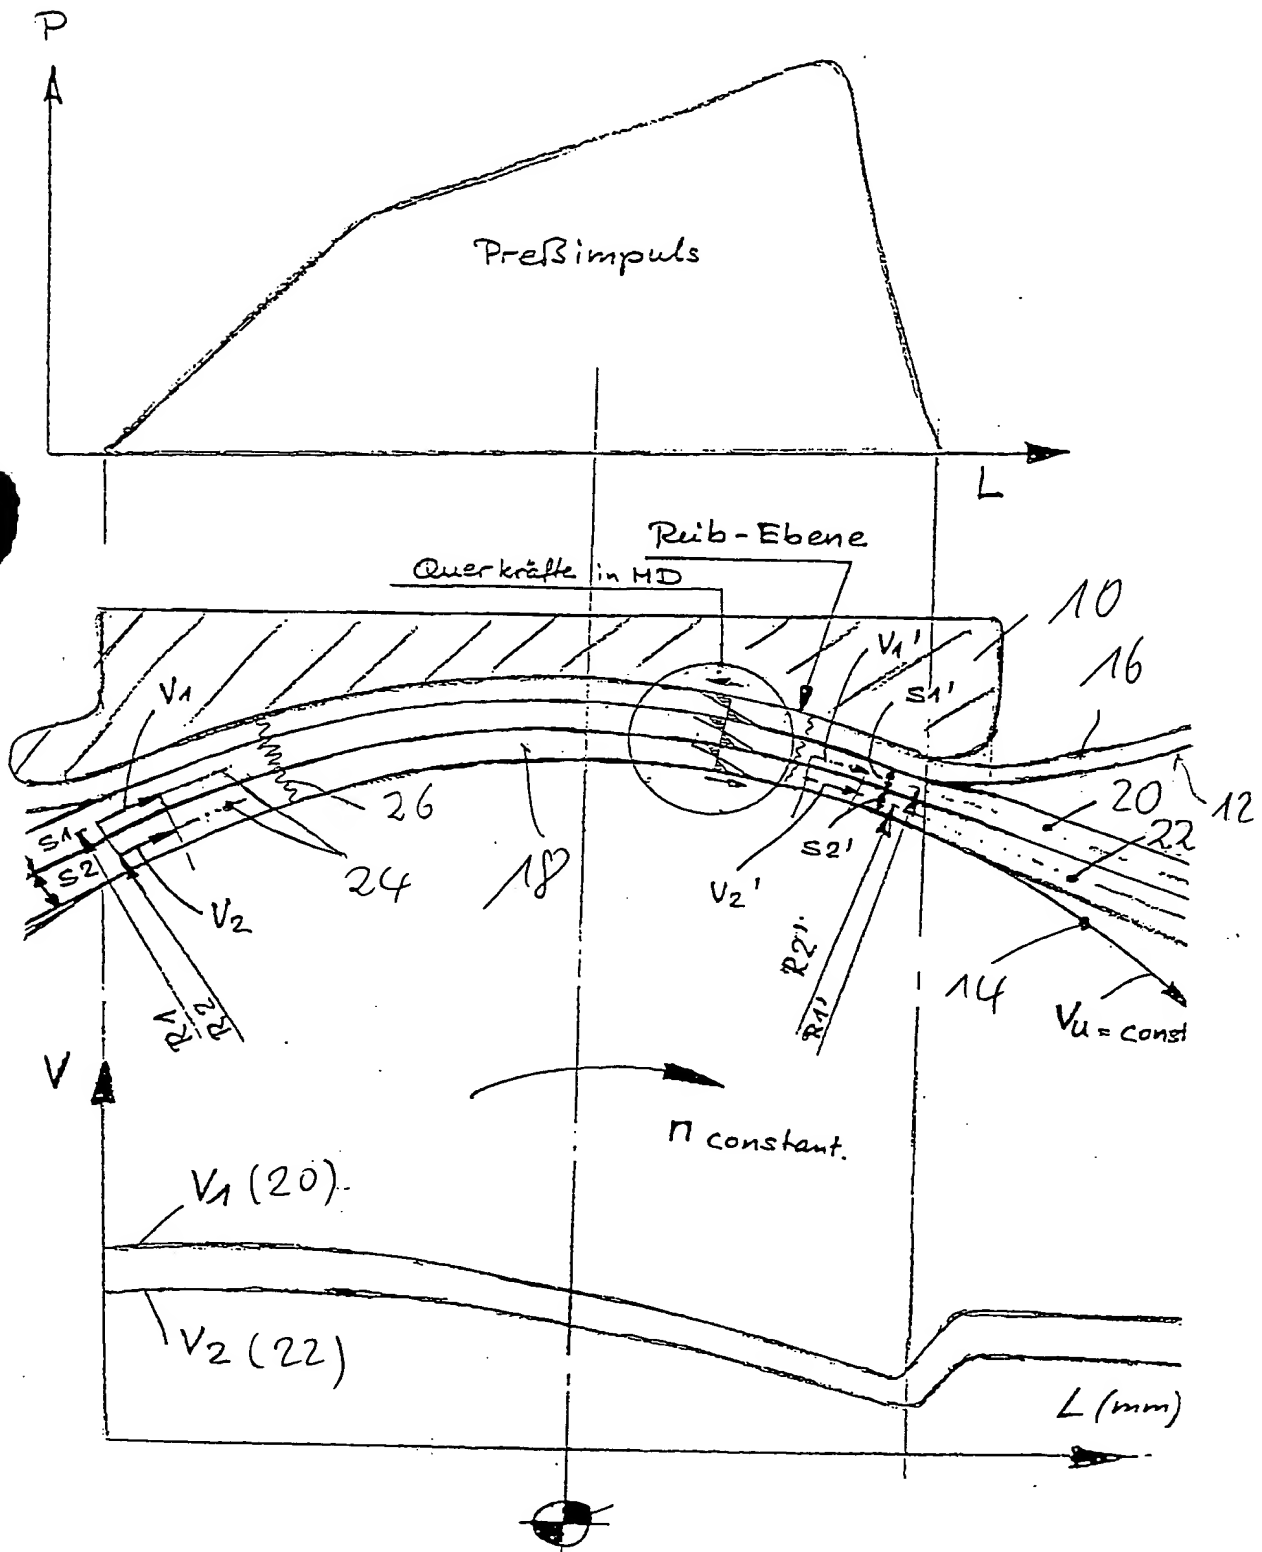 P
Preßimpuls
L
Reib-Ebene
Querkräfte in MD
10
V1'
16
S1'
V1
26
20
12
S1
22
S2
S2'
24
18
V2'
V2
R2'
14
R1'
Vu = const
R1
R2
V
n constant.
V1 (20)
V2 (22)
L (mm)